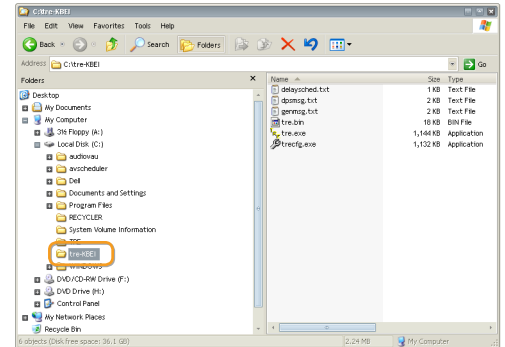 C:\tre-KBEI
File Edit View Favorites Tools Help
Back Search Folders
Address C:\tre-KBEI Go
Folders
Name Size Type
Desktop
My Documents
My Computer
3½ Floppy (A:)
Local Disk (C:)
audiovau
avscheduler
Dell
Documents and Settings
Program Files
RECYCLER
System Volume Information
TRE
tre-KBEI
WINDOWS
DVD/CD-RW Drive (F:)
DVD Drive (H:)
Control Panel
My Network Places
Recycle Bin
delaysched.txt 1 KB Text File
dpsmsg.txt 2 KB Text File
genmsg.txt 2 KB Text File
tre.bin 18 KB BIN File
tre.exe 1,144 KB Application
trecfg.exe 1,132 KB Application
6 objects (Disk free space: 36.1 GB) 2.24 MB My Computer